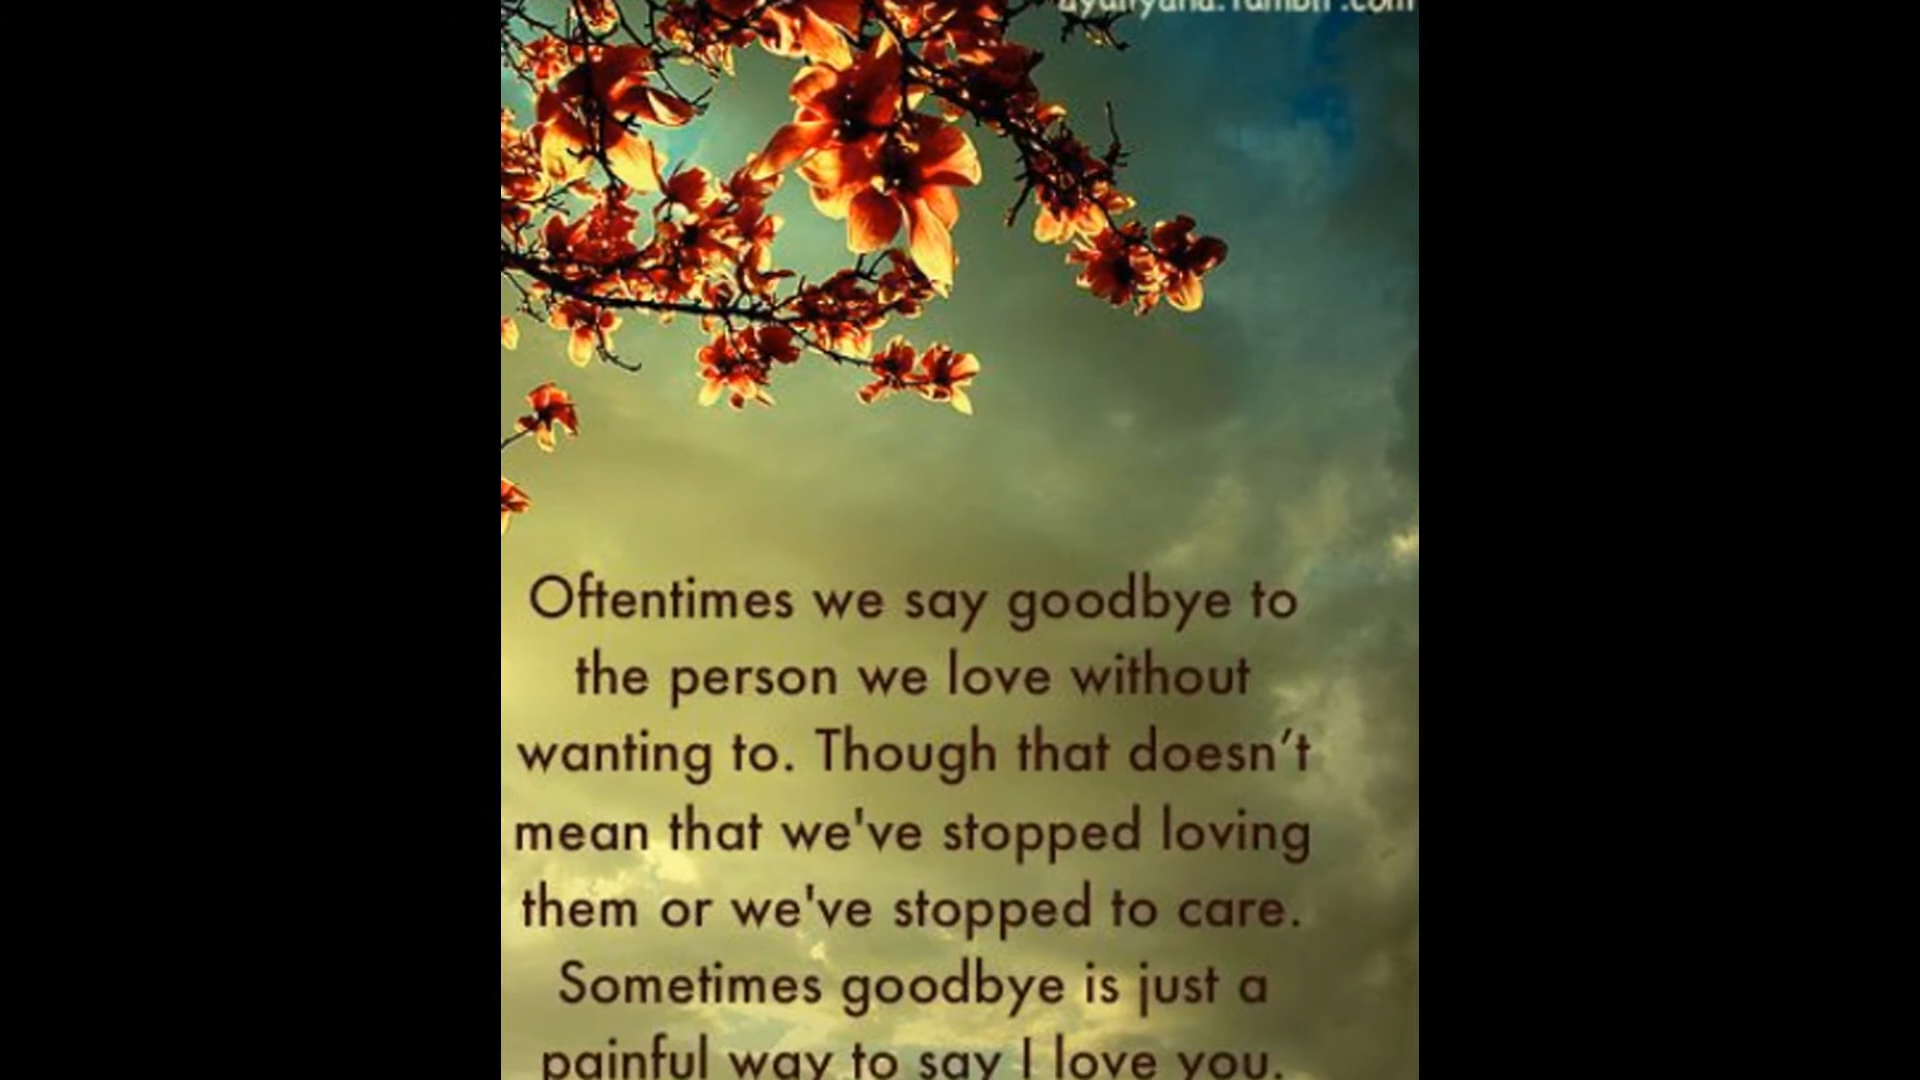 Oftentimes we say goodbye to
the person we love without
wanting to. Though that doesn’t
mean that we've stopped loving
them or we've stopped to care.
Sometimes goodbye is just a
painful way to say I love you.